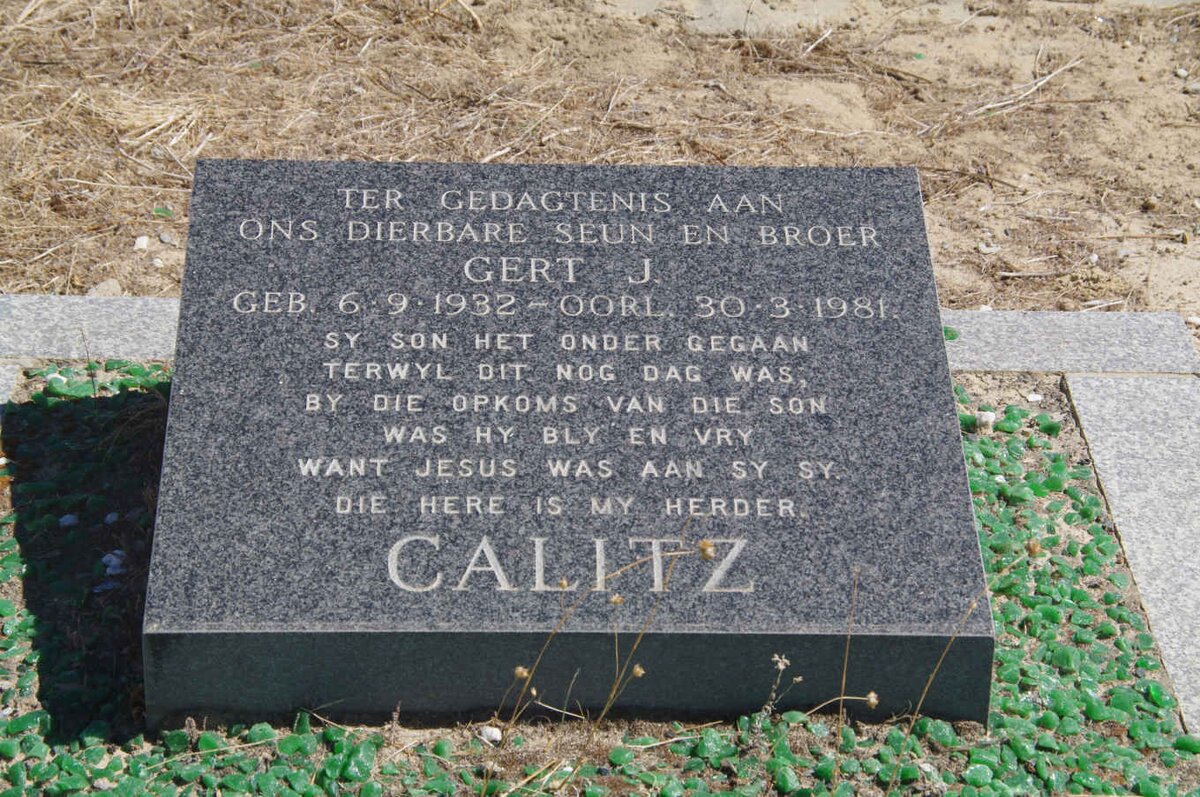 TER GEDAGTENIS AAN
ONS DIERBARE SEUN EN BROER
GERT J.
GEB. 6·9·1932 – OORL. 30·3·1981.
SY SON HET ONDER GEGAAN
TERWYL DIT NOG DAG WAS,
BY DIE OPKOMS VAN DIE SON
WAS HY BLY EN VRY
WANT JESUS WAS AAN SY SY.
DIE HERE IS MY HERDER.
CALITZ